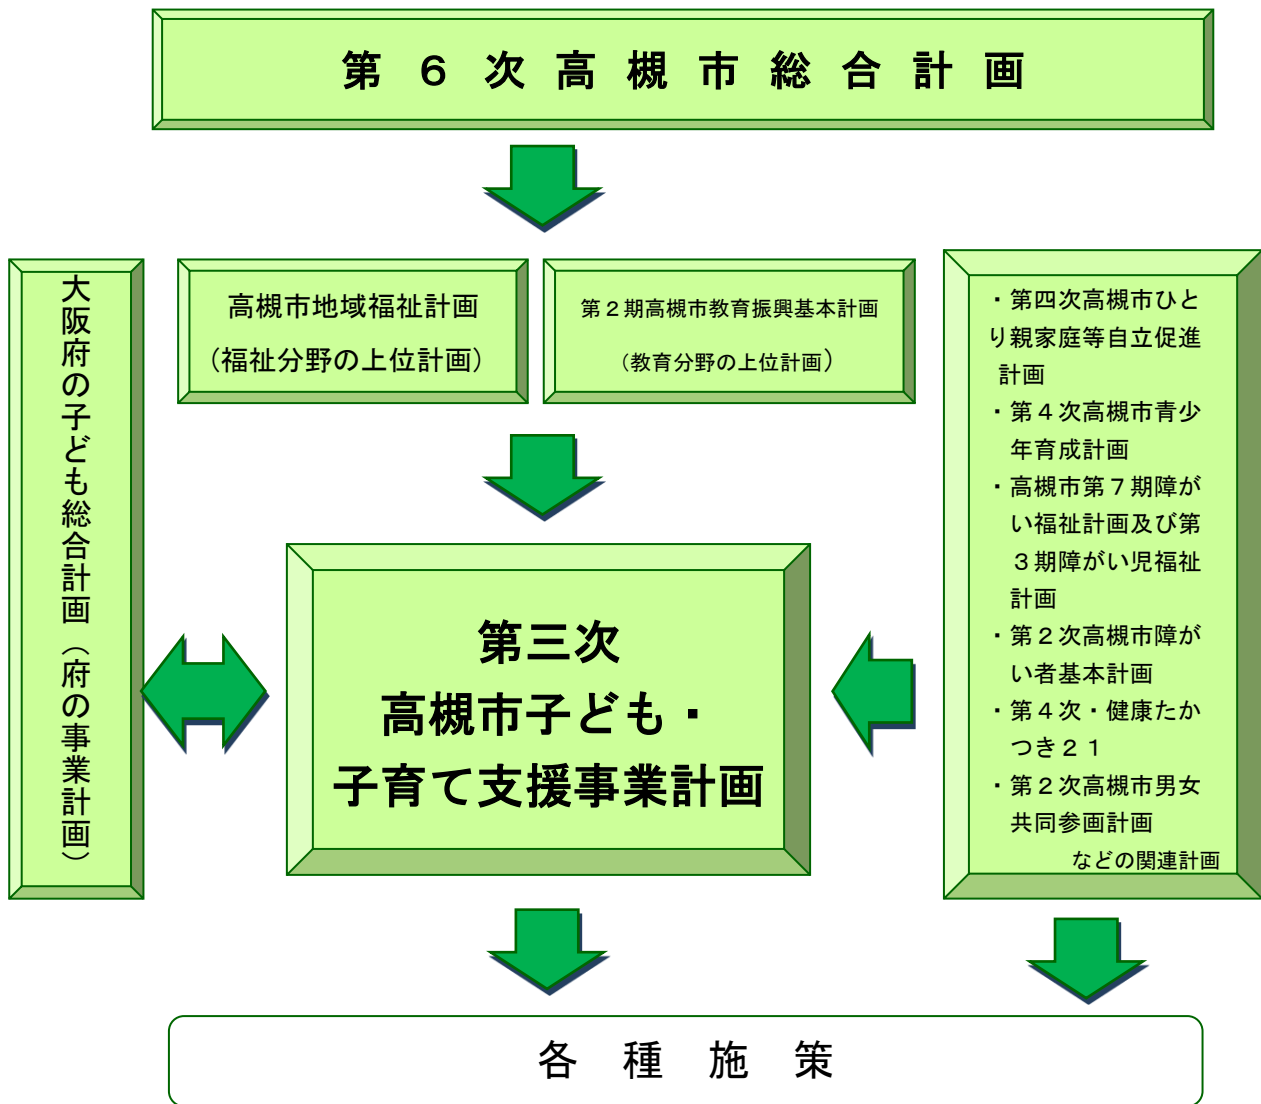 第６次高槻市総合計画
大阪府の子ども総合計画（府の事業計画）
高槻市地域福祉計画
（福祉分野の上位計画）
第２期高槻市教育振興基本計画
（教育分野の上位計画）
・第四次高槻市ひと
り親家庭等自立促進
計画
・第４次高槻市青少
年育成計画
・高槻市第７期障が
い福祉計画及び第
３期障がい児福祉
計画
・第２次高槻市障が
い者基本計画
・第４次・健康たか
つき２１
・第２次高槻市男女
共同参画計画
などの関連計画
第三次
高槻市子ども・
子育て支援事業計画
各種施策